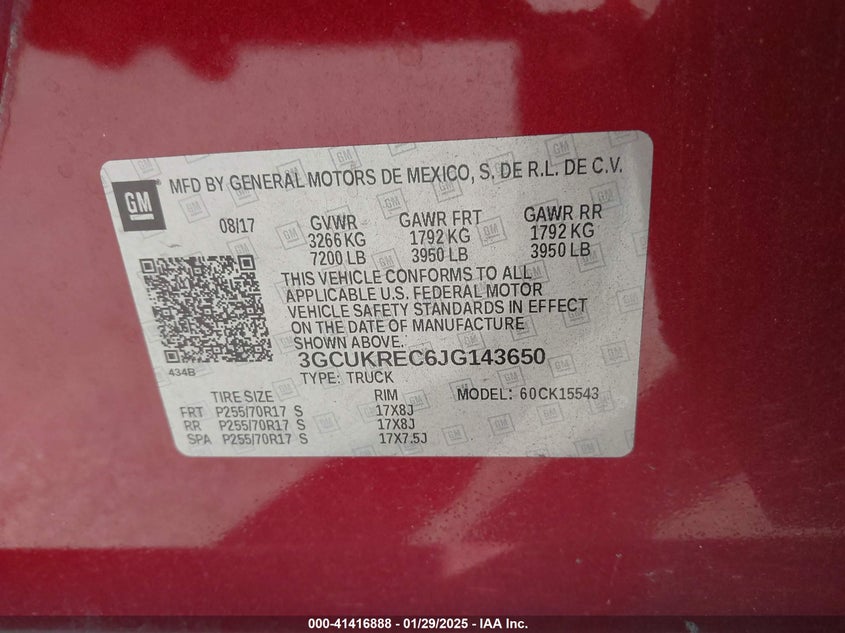 GM MFD BY GENERAL MOTORS DE MEXICO, S. DE R.L. DE C.V.
08/17 GVWR GAWR FRT GAWR RR
3266 KG 1792 KG 1792 KG
7200 LB 3950 LB 3950 LB
THIS VEHICLE CONFORMS TO ALL
APPLICABLE U.S. FEDERAL MOTOR
VEHICLE SAFETY STANDARDS IN EFFECT
ON THE DATE OF MANUFACTURE
SHOWN ABOVE.
434B
3GCUKREC6JG143650
TYPE: TRUCK
TIRE SIZE RIM MODEL: 60CK15543
FRT P255/70R17 S 17X8J
RR P255/70R17 S 17X8J
SPA P255/70R17 S 17X7.5J
000-41416888 - 01/29/2025 - IAA Inc.